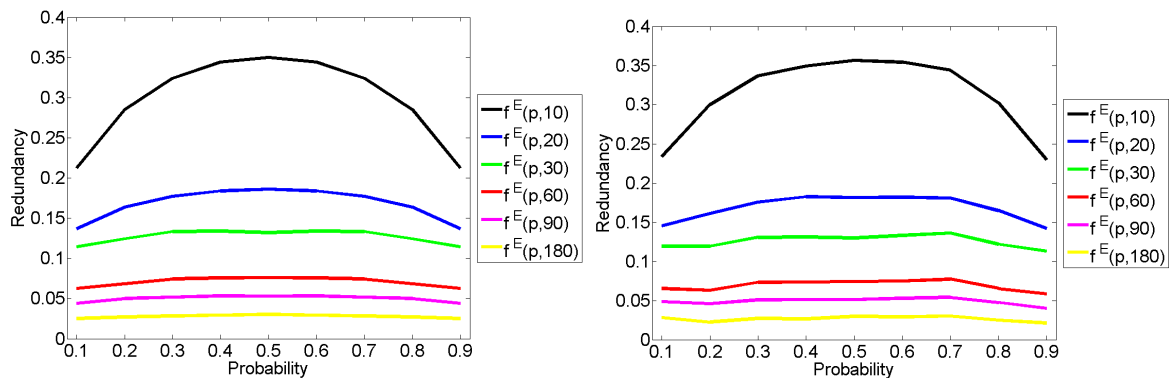 0.4
0.35
0.3
0.25
0.2
0.15
0.1
0.05
0
Redundancy
0.1 0.2 0.3 0.4 0.5 0.6 0.7 0.8 0.9
Probability
f E(p,10)
f E(p,20)
f E(p,30)
f E(p,60)
f E(p,90)
f E(p,180)
0.4
0.35
0.3
0.25
0.2
0.15
0.1
0.05
0
Redundancy
0.1 0.2 0.3 0.4 0.5 0.6 0.7 0.8 0.9
Probability
f E(p,10)
f E(p,20)
f E(p,30)
f E(p,60)
f E(p,90)
f E(p,180)